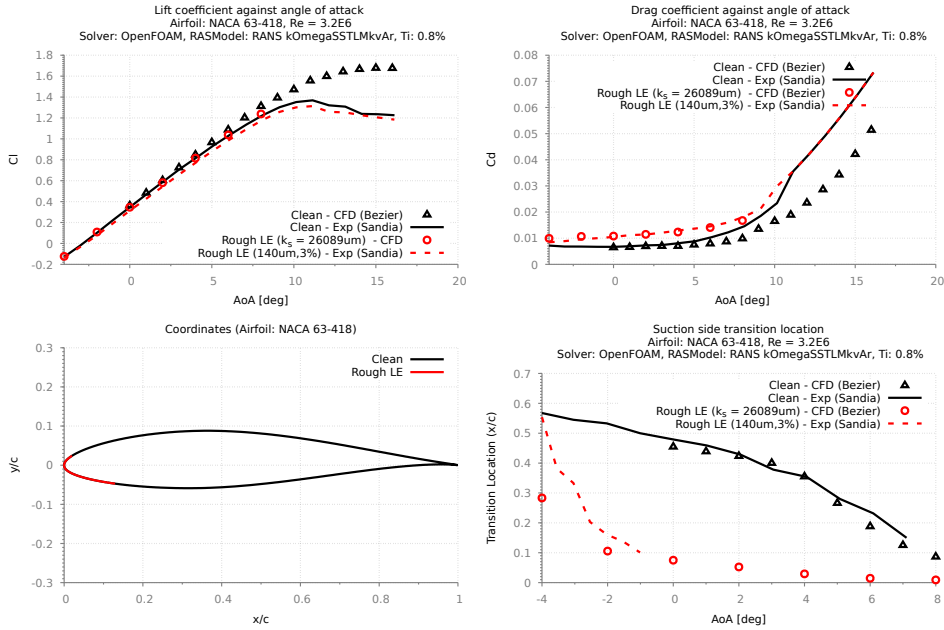 Lift coefficient against angle of attack
Airfoil: NACA 63-418, Re = 3.2E6
Solver: OpenFOAM, RASModel: RANS kOmegaSSTLMkvAr, Ti: 0.8%
1.8
1.6
1.4
1.2
1
0.8
0.6
0.4
0.2
0
-0.2
Cl
Clean - CFD (Bezier)
Clean - Exp (Sandia)
Rough LE (ks = 26089um) - CFD
Rough LE (140um,3%) - Exp (Sandia)
0
5
10
15
20
AoA [deg]
Drag coefficient against angle of attack
Airfoil: NACA 63-418, Re = 3.2E6
Solver: OpenFOAM, RASModel: RANS kOmegaSSTLMkvAr, Ti: 0.8%
0.08
0.07
0.06
0.05
0.04
0.03
0.02
0.01
0
Cd
Clean - CFD (Bezier)
Clean - Exp (Sandia)
Rough LE (ks = 26089um) - CFD (Bezier)
Rough LE (140um,3%) - Exp (Sandia)
0
5
10
15
20
AoA [deg]
Coordinates (Airfoil: NACA 63-418)
0.3
0.2
0.1
0
-0.1
-0.2
-0.3
y/c
Clean
Rough LE
0
0.2
0.4
0.6
0.8
1
x/c
Suction side transition location
Airfoil: NACA 63-418, Re = 3.2E6
Solver: OpenFOAM, RASModel: RANS kOmegaSSTLMkvAr, Ti: 0.8%
0.7
0.6
0.5
0.4
0.3
0.2
0.1
0
Transition Location (x/c)
Clean - CFD (Bezier)
Clean - Exp (Sandia)
Rough LE (ks = 26089um) - CFD (Bezier)
Rough LE (140um,3%) - Exp (Sandia)
-4
-2
0
2
4
6
8
AoA [deg]